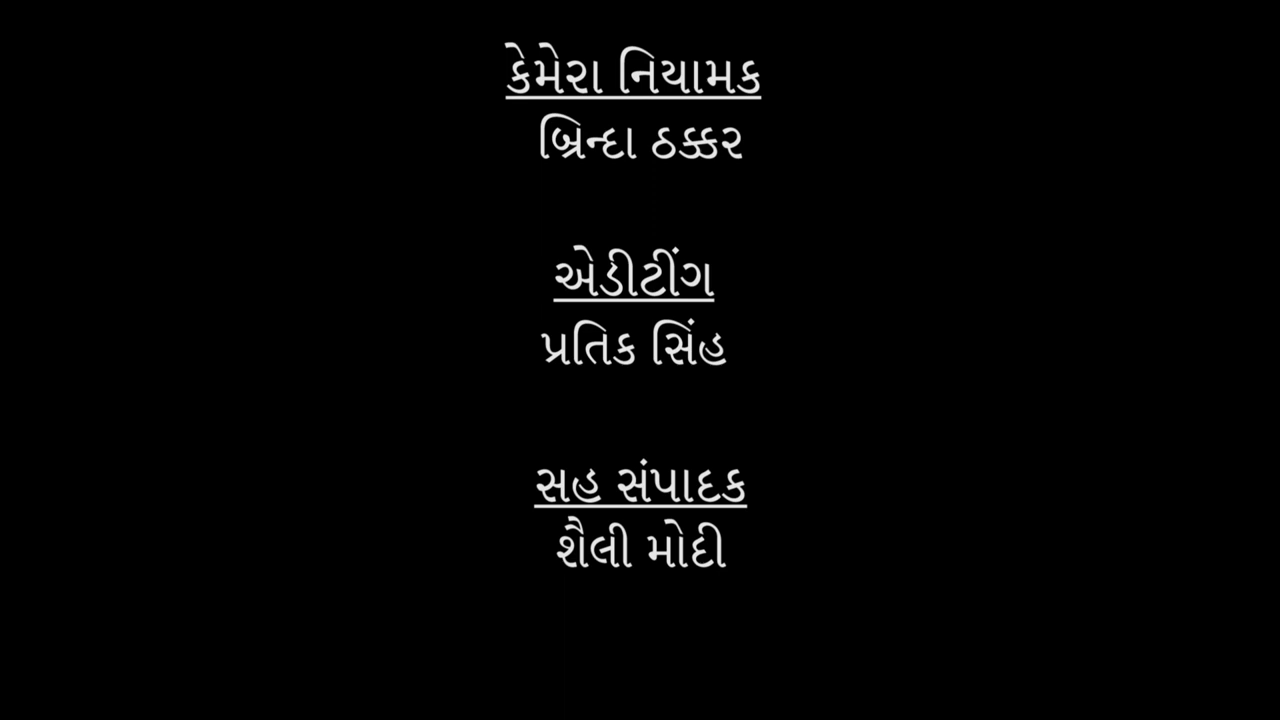 કેમેરા નિયામક
બ્રિન્દા ઠક્કર
એડીટીંગ
પ્રતિક સિંહ
સહ સંપાદક
શૈલી મોદી